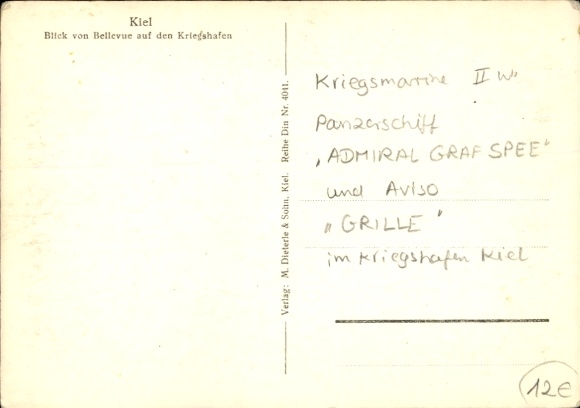 Kiel
Blick von Bellevue auf den Kriegshafen
Verlag: M. Dieterle & Sohn, Kiel. Reihe Din Nr. 4041.
Kriegsmarine II W"
Panzerschiff
"ADMIRAL GRAF SPEE"
und Aviso
"GRILLE"
im Kriegshafen Kiel
12€